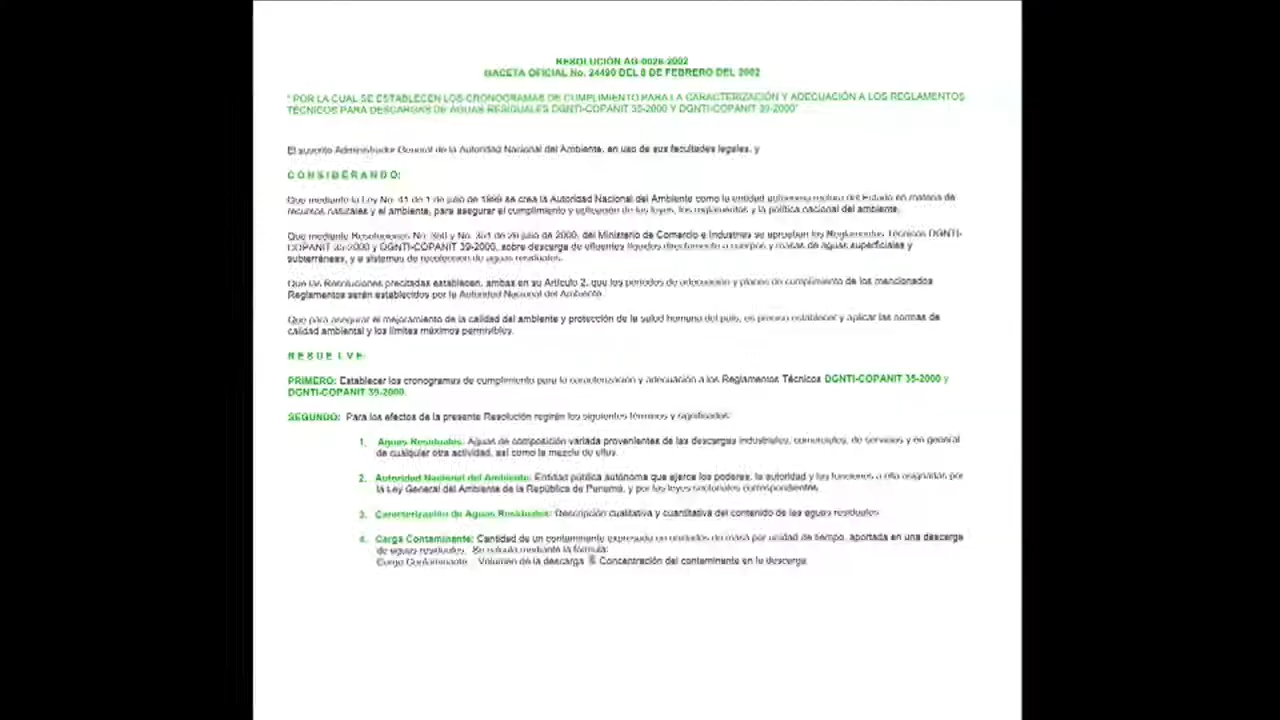 RESOLUCIÓN AG-0026-2002
GACETA OFICIAL No. 24490 DEL 8 DE FEBRERO DEL 2002
" POR LA CUAL SE ESTABLECEN LOS CRONOGRAMAS DE CUMPLIMIENTO PARA LA CARACTERIZACIÓN Y ADECUACIÓN A LOS REGLAMENTOS
TÉCNICOS PARA DESCARGAS DE AGUAS RESIDUALES DGNTI-COPANIT 35-2000 Y DGNTI-COPANIT 39-2000"
El suscrito Administrador General de la Autoridad Nacional del Ambiente, en uso de sus facultades legales, y
C O N S I D E R A N D O:
Que mediante la Ley No. 41 de 1 de julio de 1998 se crea la Autoridad Nacional del Ambiente como la entidad autónoma rectora del Estado en materia de
recursos naturales y el ambiente, para asegurar el cumplimiento y aplicación de las leyes, los reglamentos y la política nacional del ambiente.
Que mediante Resoluciones No. 350 y No. 351 de 26 julio de 2000, del Ministerio de Comercio e Industrias se aprueban los Reglamentos Técnicos DGNTI-
COPANIT 35-2000 y DGNTI-COPANIT 39-2000, sobre descarga de efluentes líquidos directamente a cuerpos y masas de aguas superficiales y
subterráneas, y a sistemas de recolección de aguas residuales.
Que las Resoluciones precitadas establecen, ambas en su Artículo 2, que los períodos de adecuación y planes de cumplimiento de los mencionados
Reglamentos serán establecidos por la Autoridad Nacional del Ambiente.
Que para asegurar el mejoramiento de la calidad del ambiente y protección de la salud humana del país, es preciso establecer y aplicar las normas de
calidad ambiental y los límites máximos permisibles.
R E S U E L V E:
PRIMERO: Establecer los cronogramas de cumplimiento para la caracterización y adecuación a los Reglamentos Técnicos DGNTI-COPANIT 35-2000 y
DGNTI-COPANIT 39-2000.
SEGUNDO: Para los efectos de la presente Resolución regirán los siguientes términos y significados:
1. Aguas Residuales: Aguas de composición variada provenientes de las descargas industriales, comerciales, de servicios y en general
de cualquier otra actividad, así como la mezcla de ellas.
2. Autoridad Nacional del Ambiente: Entidad pública autónoma que ejerce los poderes, la autoridad y las funciones a ella asignadas por
la Ley General del Ambiente de la República de Panamá, y por las leyes sectoriales correspondientes.
3. Caracterización de Aguas Residuales: Descripción cualitativa y cuantitativa del contenido de las aguas residuales
4. Carga Contaminante: Cantidad de un contaminante expresada en unidades de masa por unidad de tiempo, aportada en una descarga
de aguas residuales. Se calcula mediante la fórmula:
Carga Contaminante Volumen de la descarga Concentración del contaminante en la descarga